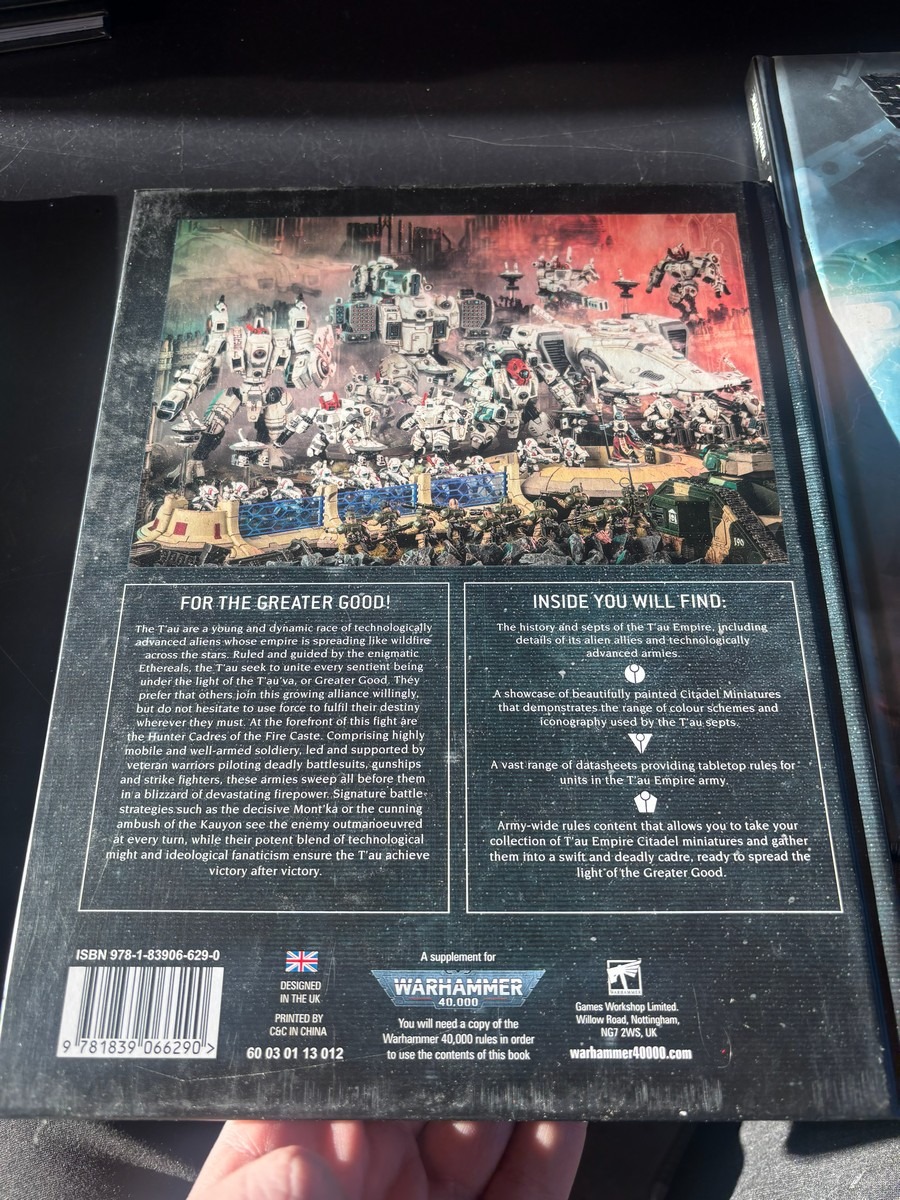 FOR THE GREATER GOOD!
The T'au are a young and dynamic race of technologically
advanced aliens whose empire is spreading like wildfire
across the stars. Ruled and guided by the enigmatic
Ethereals, the T'au seek to unite every sentient being
under the light of the T'au'va, or Greater Good. They
prefer that others join this growing alliance willingly,
but do not hesitate to use force to fulfil their destiny
wherever they must. At the forefront of this fight are
the Hunter Cadres of the Fire Caste. Comprising highly
mobile and well-armed soldiery, led and supported by
veteran warriors piloting deadly battlesuits, gunships
and strike fighters, these armies sweep all before them
in a blizzard of devastating firepower. Signature battle-
strategies such as the decisive Mont'ka or the cunning
ambush of the Kauyon see the enemy outmanoeuvred
at every turn, while their potent blend of technological
might and ideological fanaticism ensure the T'au achieve
victory after victory.
INSIDE YOU WILL FIND:
The history and septs of the T'au Empire, including
details of its alien allies and technologically
advanced armies.
A showcase of beautifully painted Citadel Miniatures
that demonstrates the range of colour schemes and
iconography used by the T'au septs.
A vast range of datasheets providing tabletop rules for
units in the T'au Empire army.
Army-wide rules content that allows you to take your
collection of T'au Empire Citadel miniatures and gather
them into a swift and deadly cadre, ready to spread the
light of the Greater Good.
ISBN 978-1-83906-629-0
9 781839 066290 >
DESIGNED
IN THE UK
PRINTED BY
C&C IN CHINA
60 03 01 13 012
A supplement for
WARHAMMER
40,000
You will need a copy of the
Warhammer 40,000 rules in order
to use the contents of this book
WARHAMMER
Games Workshop Limited.
Willow Road, Nottingham,
NG7 2WS, UK
warhammer40000.com